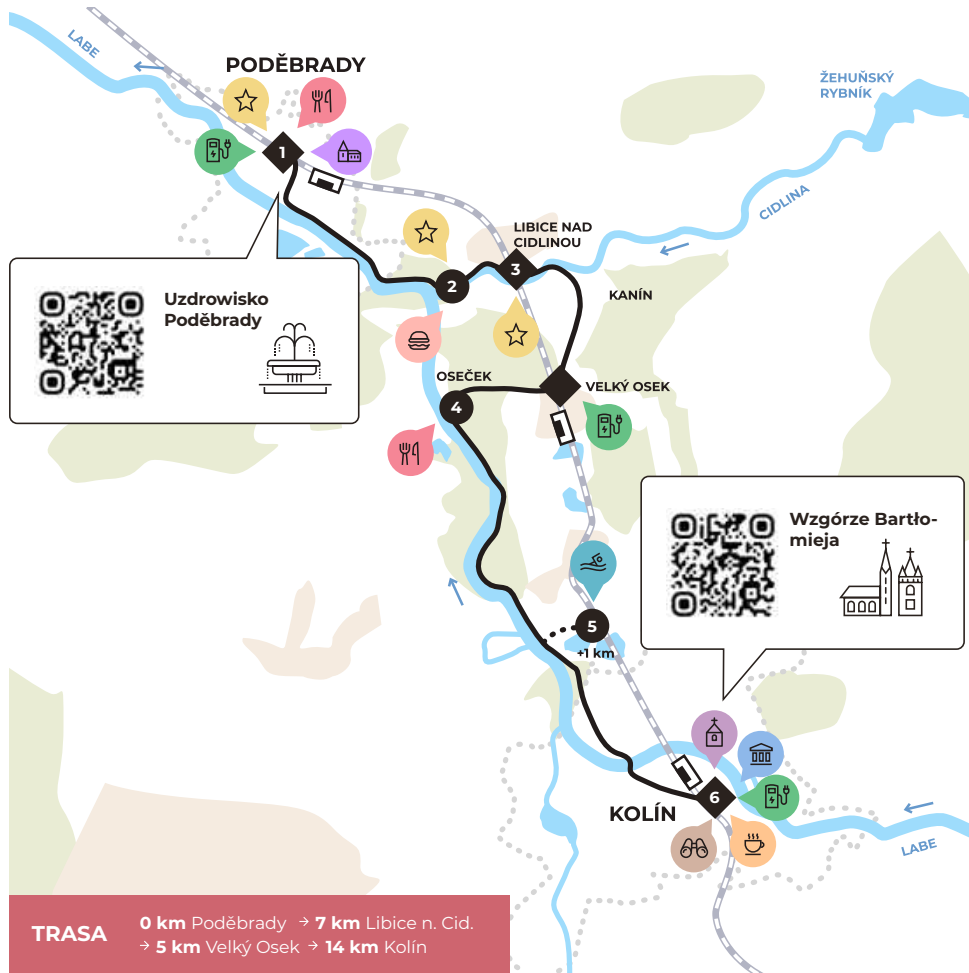 LABE
PODĚBRADY
ŽEHUŇSKÝ
RYBNÍK
1
CIDLINA
LIBICE NAD
CIDLINOU
3
2
KANÍN
Uzdrowisko
Poděbrady
OSEČEK
VELKÝ OSEK
4
Wzgórze Bartło-
mieja
5
+1 km
6
KOLÍN
LABE
TRASA
0 km Poděbrady → 7 km Libice n. Cid.
→ 5 km Velký Osek → 14 km Kolín